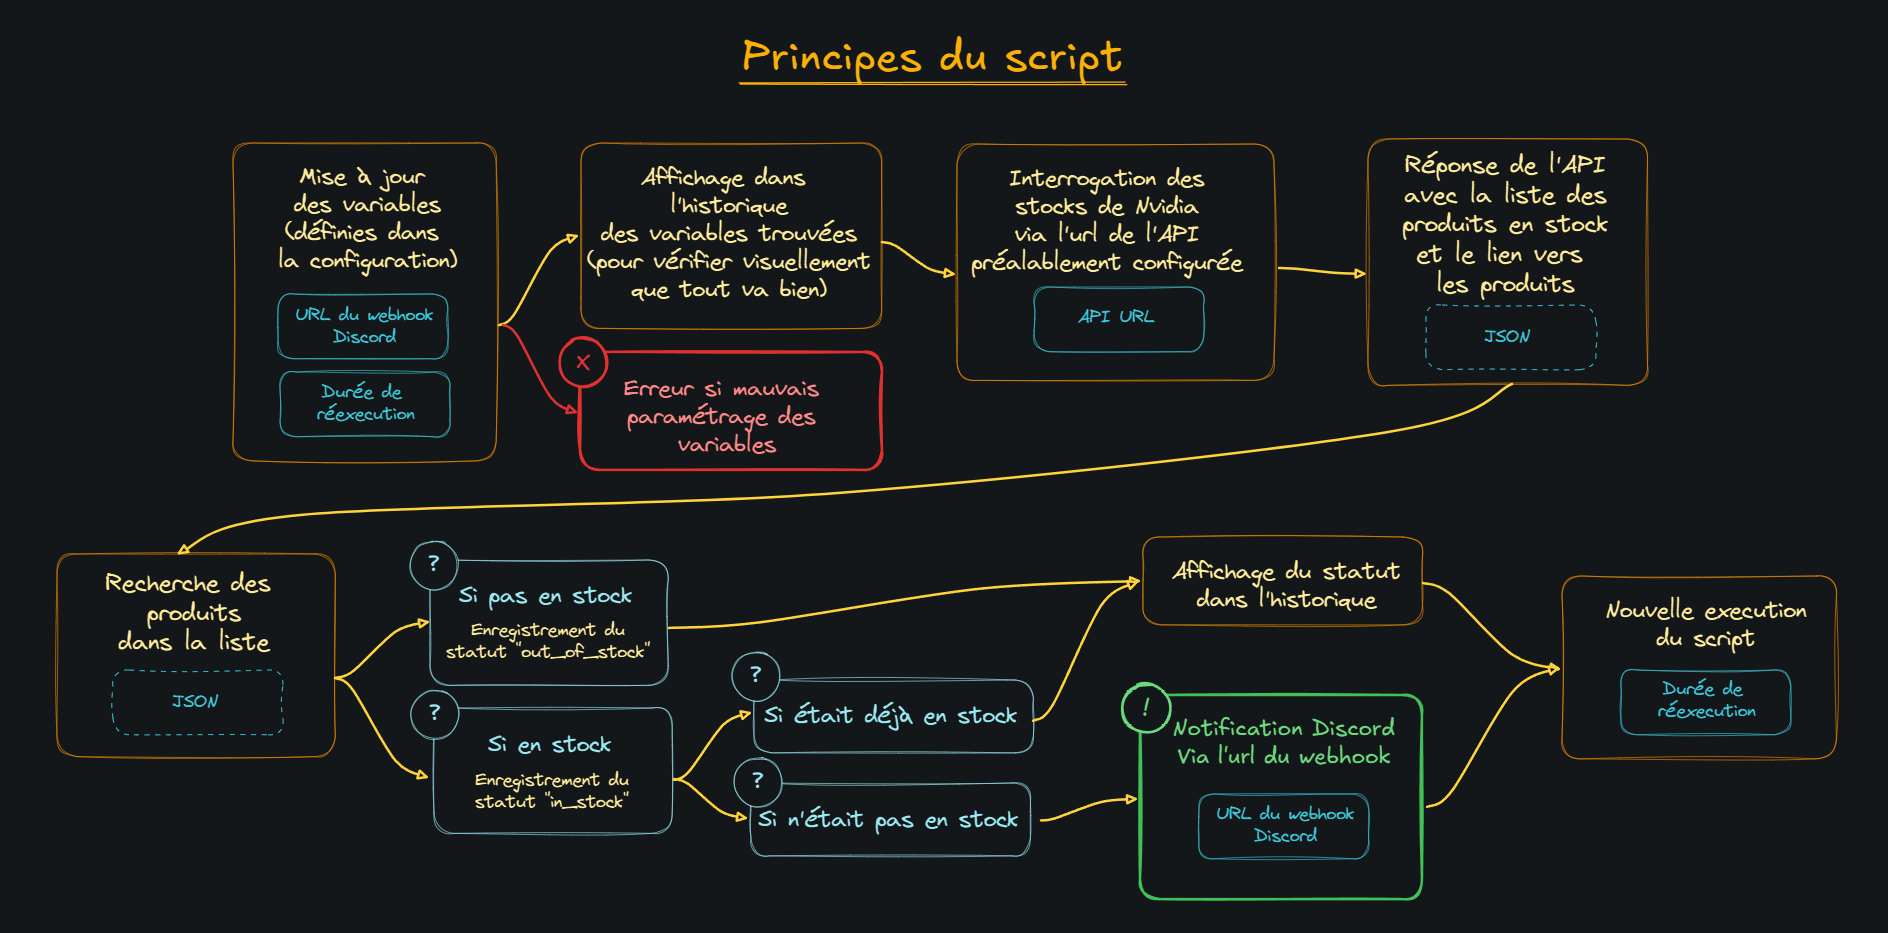 Principes du script
Mise à jour
des variables
(définies dans
la configuration)
URL du webhook
Discord
Durée de
réexecution
Affichage dans
l'historique
des variables trouvées
(pour vérifier visuellement
que tout va bien)
X
Erreur si mauvais
paramétrage des
variables
Interrogation des
stocks de Nvidia
via l'url de l'API
préalablement configurée
API URL
Réponse de l'API
avec la liste des
produits en stock
et le lien vers
les produits
JSON
Recherche des
produits
dans la liste
JSON
?
Si pas en stock
Enregistrement du
statut "out_of_stock"
?
Si en stock
Enregistrement du
statut "in_stock"
?
Si était déjà en stock
?
Si n'était pas en stock
Affichage du statut
dans l'historique
!
Notification Discord
Via l'url du webhook
URL du webhook
Discord
Nouvelle execution
du script
Durée de
réexecution